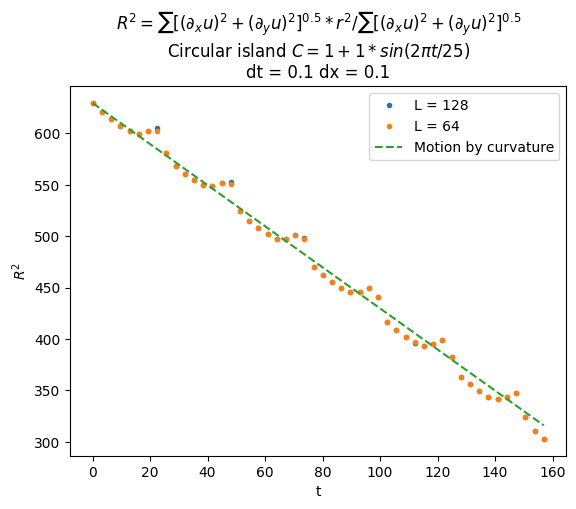 $R^2 = \sum[(\partial_x u)^2 + (\partial_y u)^2]^{0.5} * r^2 / \sum[(\partial_x u)^2 + (\partial_y u)^2]^{0.5}$
Circular island $C = 1 + 1 * sin(2\pi t/25)$
dt = 0.1 dx = 0.1
L = 128
L = 64
Motion by curvature
600
550
500
450
400
350
300
$R^2$
0 20 40 60 80 100 120 140 160
t